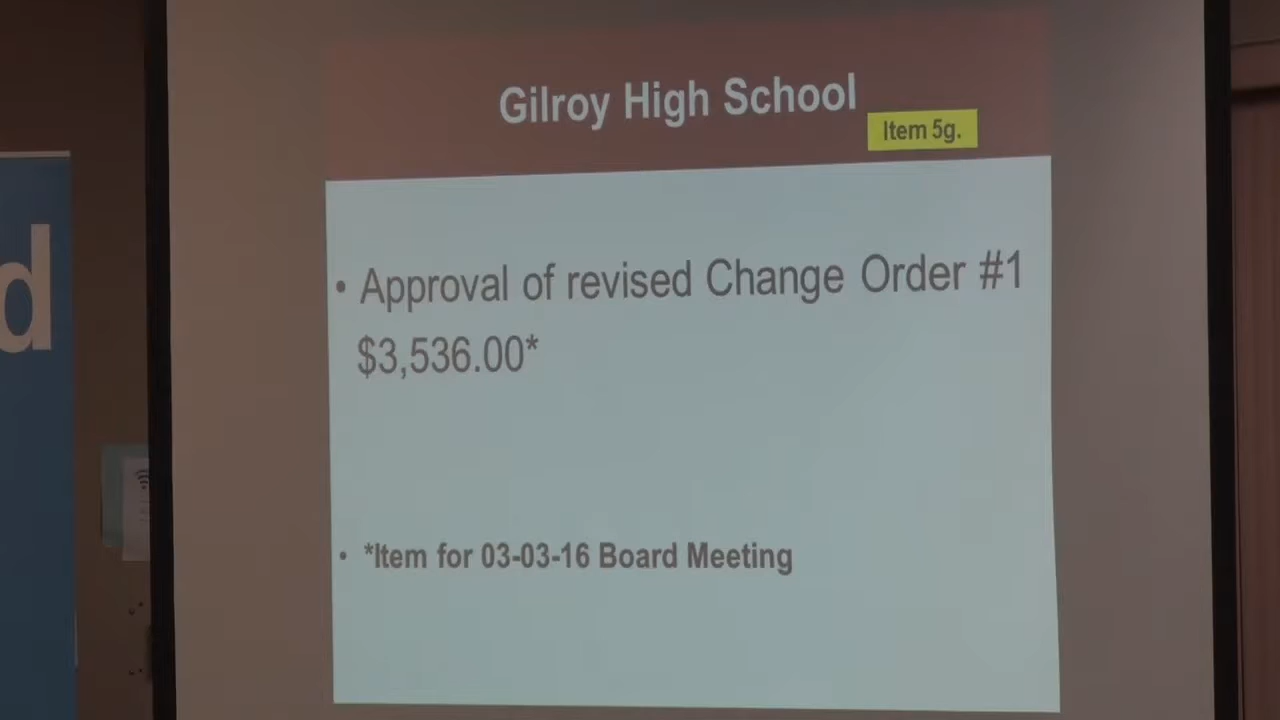 Gilroy High School
Item 5g.
• Approval of revised Change Order #1
$3,536.00*
• *Item for 03-03-16 Board Meeting
d